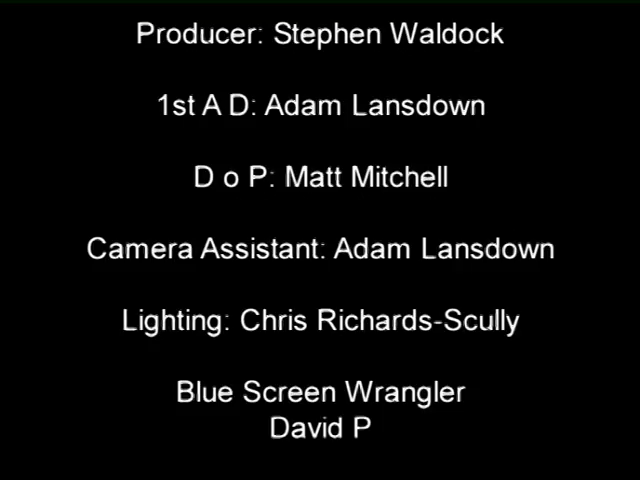 Producer: Stephen Waldock
1st A D: Adam Lansdown
D o P: Matt Mitchell
Camera Assistant: Adam Lansdown
Lighting: Chris Richards-Scully
Blue Screen Wrangler
David P